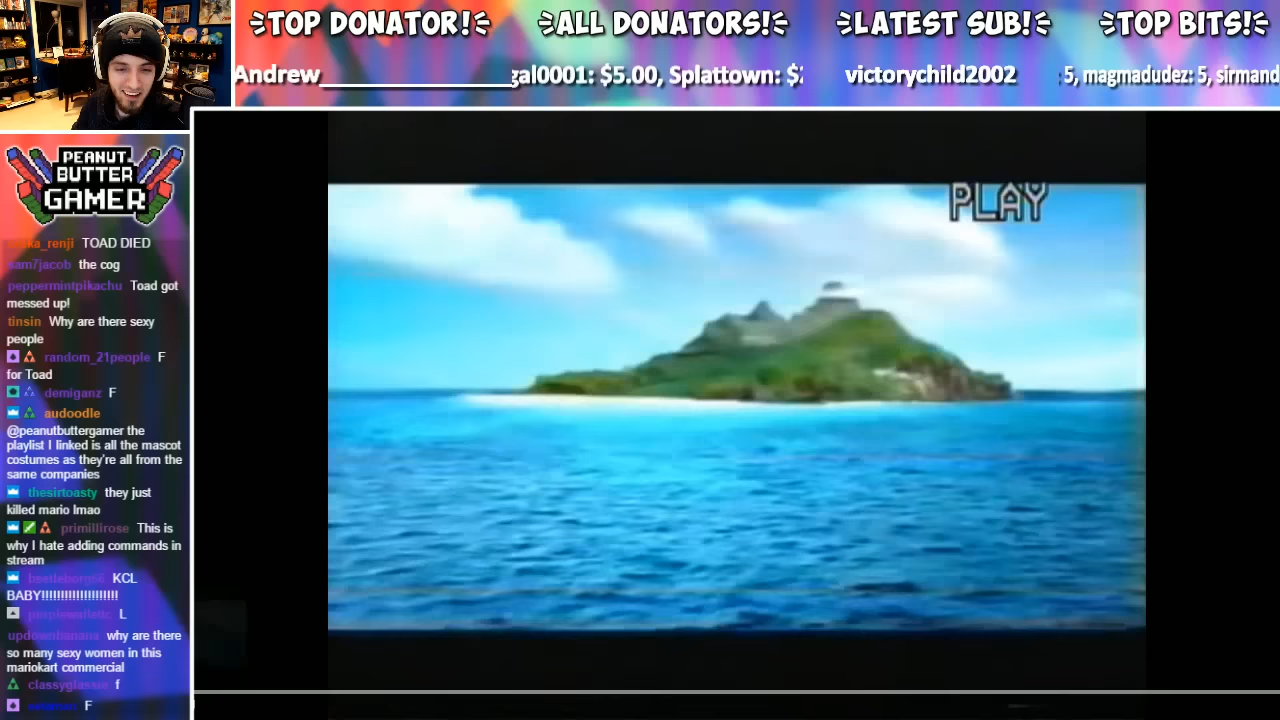 TOP DONATOR!
ALL DONATORS!
LATEST SUB!
TOP BITS!
Andrew
gal0001: $5.00, Splattown: $
victorychild2002
5, magmadudez: 5, sirmand
PLAY
PEANUT
BUTTER
GAMER
TOAD DIED
sam7jacob the cog
peppermintpikachu Toad got
messed up!
tinsin Why are there sexy
people
random_21people F
for Toad
demiganz F
audoodle
@peanutbuttergamer the
playlist I linked is all the mascot
costumes as they're all from the
same companies
thesirtoasty they just
killed mario lmao
primillirose This is
why I hate adding commands in
stream
KCL
BABY!!!!!!!!!!!!!!!!!!!!
L
updownbanana why are there
so many sexy women in this
mariokart commercial
classyglassie f
F